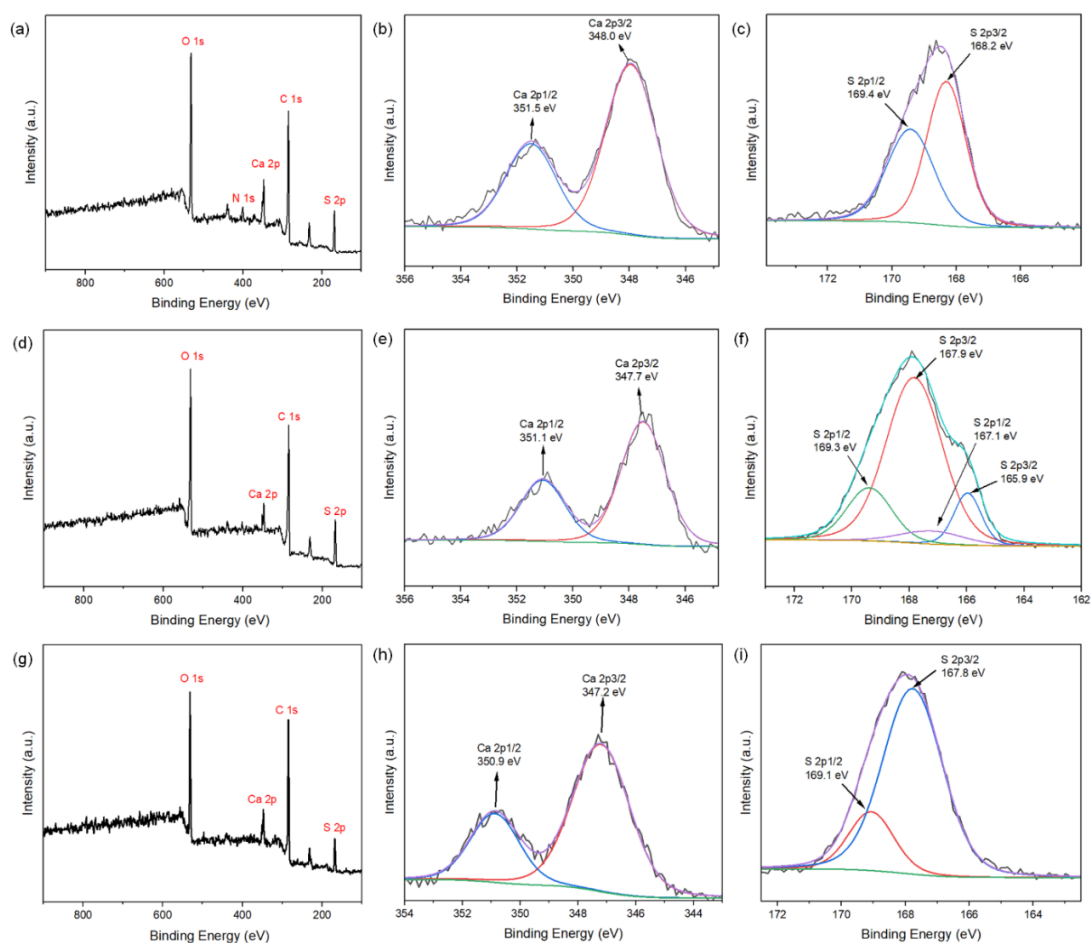 (a)
O 1s
C 1s
Ca 2p
N 1s
S 2p
Intensity (a.u.)
800 600 400 200
Binding Energy (eV)
(b)
Ca 2p3/2
348.0 eV
Ca 2p1/2
351.5 eV
Intensity (a.u.)
356 354 352 350 348 346
Binding Energy (eV)
(c)
S 2p3/2
168.2 eV
S 2p1/2
169.4 eV
Intensity (a.u.)
172 170 168 166
Binding Energy (eV)
(d)
O 1s
C 1s
Ca 2p
S 2p
Intensity (a.u.)
800 600 400 200
Binding Energy (eV)
(e)
Ca 2p3/2
347.7 eV
Ca 2p1/2
351.1 eV
Intensity (a.u.)
356 354 352 350 348 346
Binding Energy (eV)
(f)
S 2p3/2
167.9 eV
S 2p1/2
167.1 eV
S 2p1/2
169.3 eV
S 2p3/2
165.9 eV
Intensity (a.u.)
172 170 168 166 164 162
Binding Energy (eV)
(g)
O 1s
C 1s
Ca 2p
S 2p
Intensity (a.u.)
800 600 400 200
Binding Energy (eV)
(h)
Ca 2p3/2
347.2 eV
Ca 2p1/2
350.9 eV
Intensity (a.u.)
354 352 350 348 346 344
Binding Energy (eV)
(i)
S 2p3/2
167.8 eV
S 2p1/2
169.1 eV
Intensity (a.u.)
172 170 168 166 164
Binding Energy (eV)